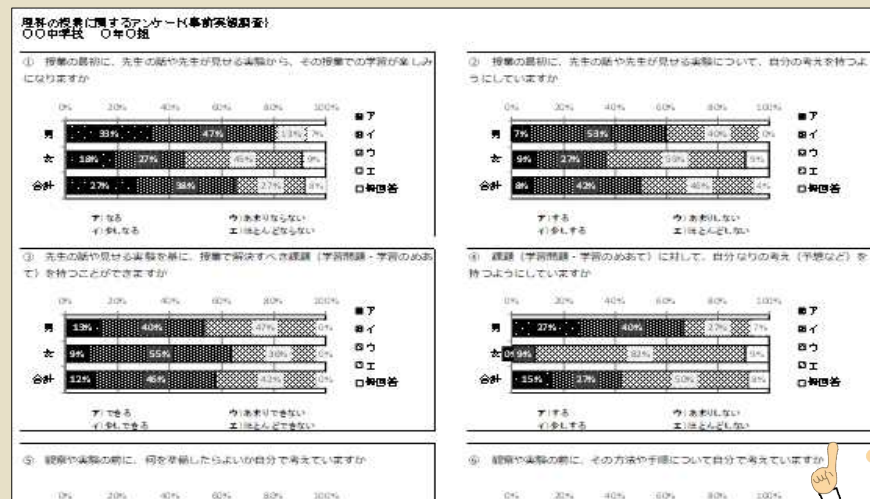 理科の授業に関するアンケート(事前実態調査)
〇〇中学校 〇年〇組
① 授業の最初に、先生の話や先生が見せる実験から、その授業での学習が楽しみ
になりますか
0% 20% 40% 60% 80% 100%
男 33% 47% 13% 7%
女 18% 27% 45% 9%
合計 27% 38% 27% 8%
ア
イ
ウ
エ
無回答
ア)なる ウ)あまりならない
イ)少しなる エ)ほとんどならない
② 授業の最初に、先生の話や先生が見せる実験について、自分の考えを持つよ
うにしていますか
0% 20% 40% 60% 80% 100%
男 7% 53% 40% 0%
女 9% 27% 9%
合計 8% 42% 46% 4%
ア
イ
ウ
エ
無回答
ア)する ウ)あまりしない
イ)少しする エ)ほとんどしない
③ 先生の話や見せる実験を基に、授業で解決すべき課題(学習問題・学習のめあ
て)を持つことができますか
0% 20% 40% 60% 80% 100%
男 13% 40% 47% 0%
女 9% 55% 36%
合計 12% 46% 42% 0%
ア
イ
ウ
エ
無回答
ア)できる ウ)あまりできない
イ)少しできる エ)ほとんどできない
④ 課題(学習問題・学習のめあて)に対して、自分なりの考え(予想など)を
持つようにしていますか
0% 20% 40% 60% 80% 100%
男 27% 40% 27% 7%
女 0% 9% 82% 9%
合計 15% 27% 50% 8%
ア
イ
ウ
エ
無回答
ア)する ウ)あまりしない
イ)少しする エ)ほとんどしない
⑤ 観察や実験の前に、何を準備したらよいか自分で考えていますか
0% 20% 40% 60% 80% 100%
⑥ 観察や実験の前に、その方法や手順について自分で考えていますか
0% 20% 40% 60% 80% 100%